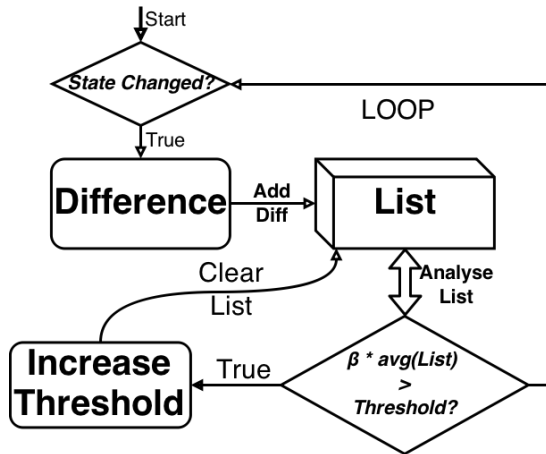 Start
State Changed?
LOOP
True
Difference
Add
Diff
List
Analyse
List
Clear
List
Increase
Threshold
True
β * avg(List)
>
Threshold?